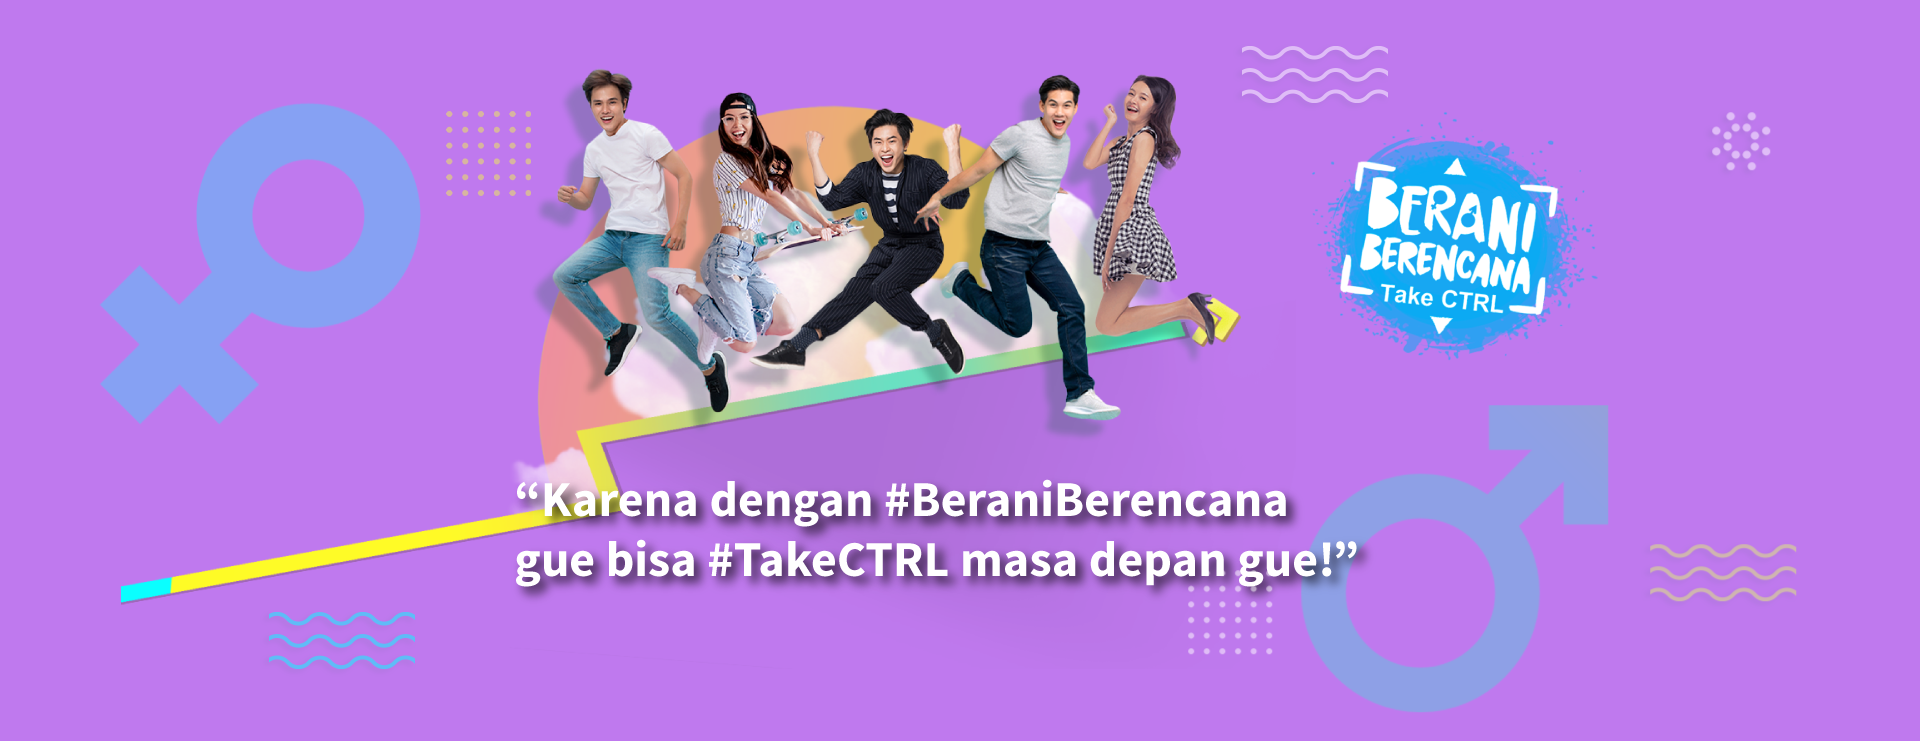 BERANI
BERENCANA
Take CTRL
“Karena dengan #BeraniBerencana
gue bisa #TakeCTRL masa depan gue!”